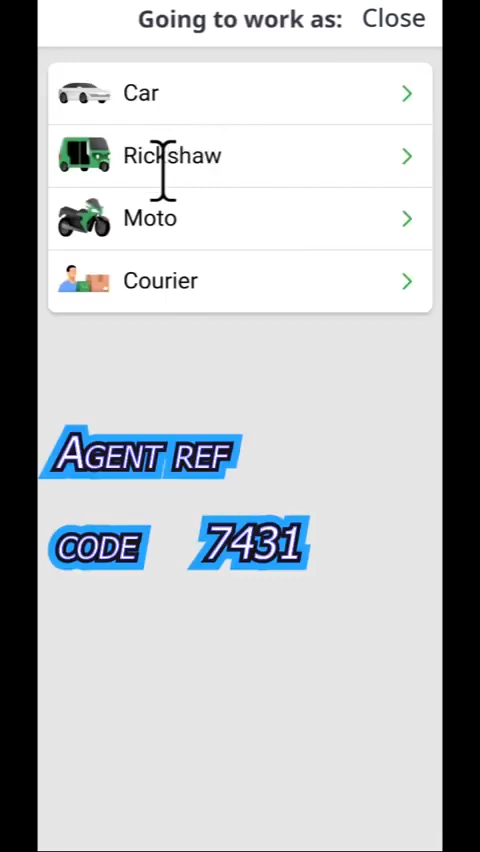 Going to work as: Close
Car
Rickshaw
Moto
Courier
AGENT REF
CODE 7431